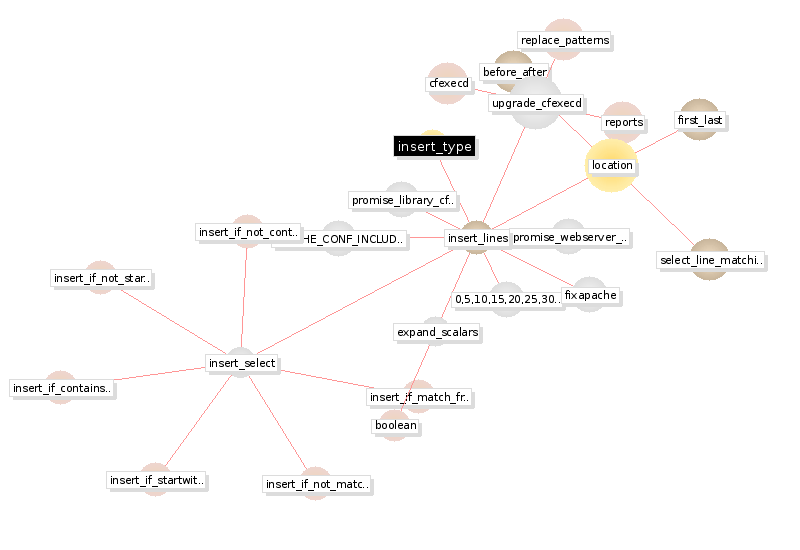 replace_patterns
before_after
cfexecd
upgrade_cfexecd
reports
first_last
insert_type
location
promise_library_cf..
insert_if_not_cont..
HE_CONF_INCLUD..
insert_lines
promise_webserver_..
select_line_matchi..
insert_if_not_star..
0,5,10,15,20,25,30..
fixapache
expand_scalars
insert_select
insert_if_contains..
insert_if_match_fr..
boolean
insert_if_startwit..
insert_if_not_matc..